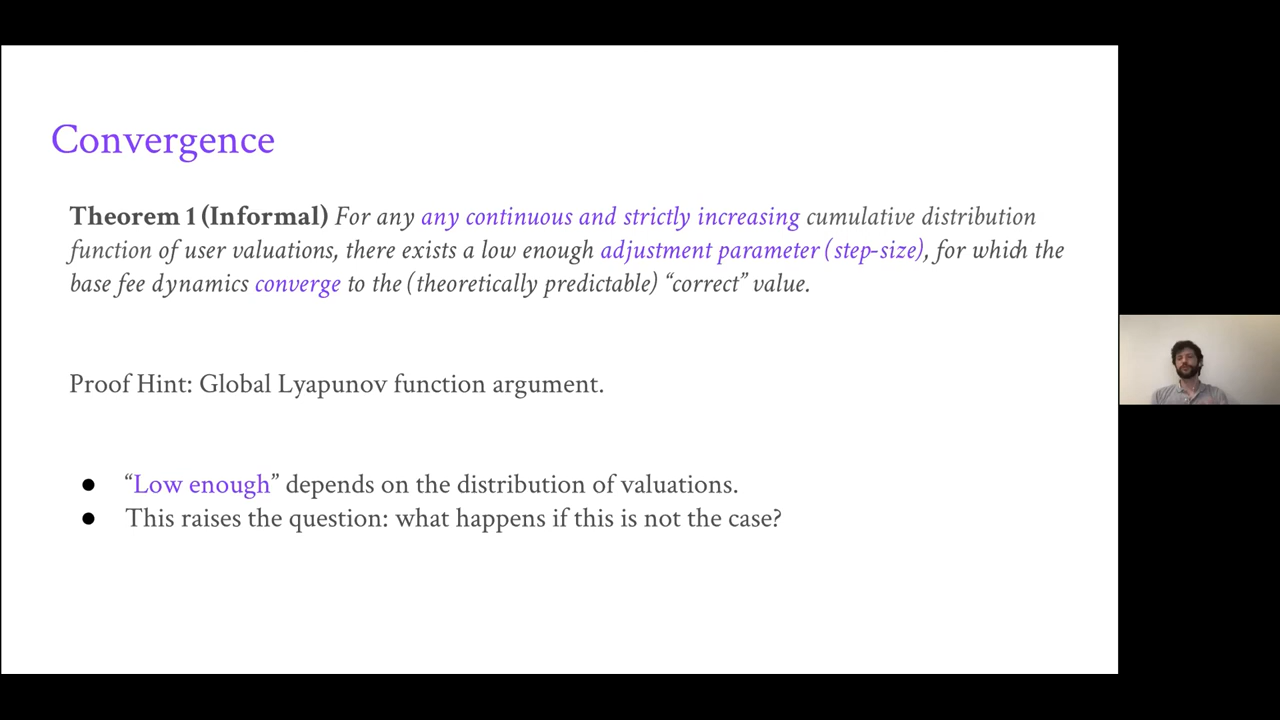 Convergence
Theorem 1 (Informal) For any any continuous and strictly increasing cumulative distribution
function of user valuations, there exists a low enough adjustment parameter (step-size), for which the
base fee dynamics converge to the (theoretically predictable) “correct” value.
Proof Hint: Global Lyapunov function argument.
● “Low enough” depends on the distribution of valuations.
● This raises the question: what happens if this is not the case?